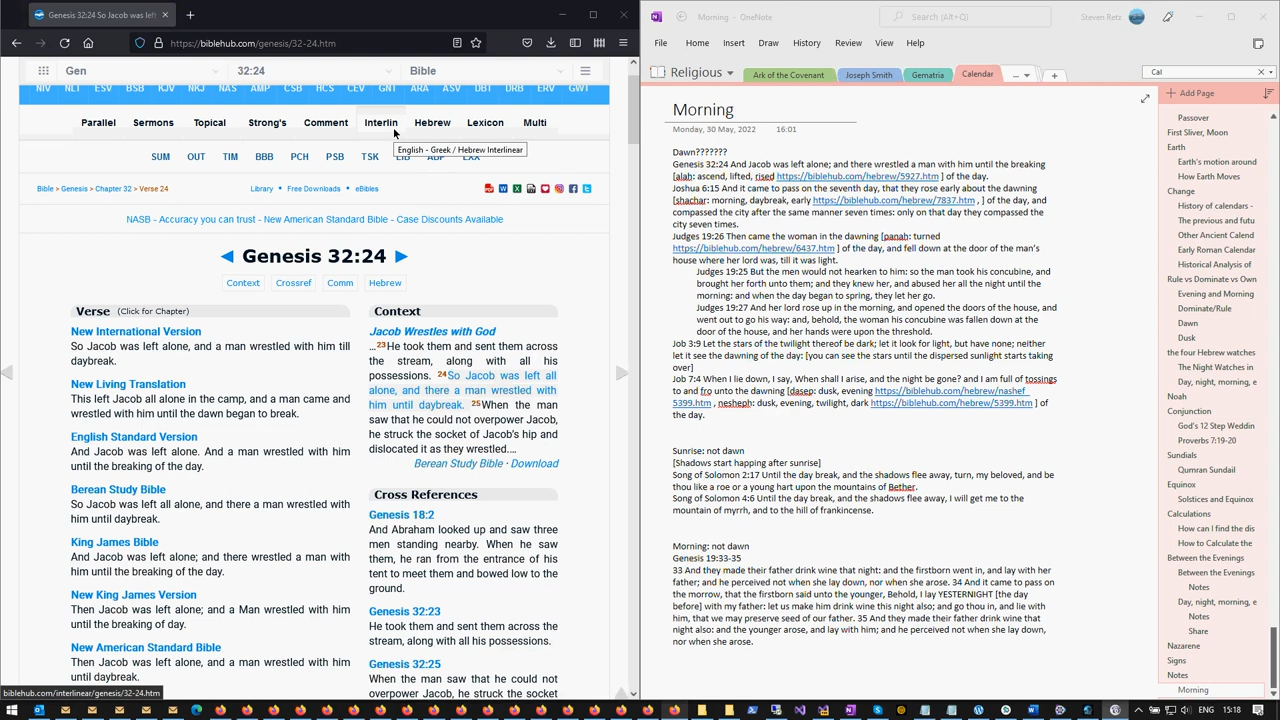 Genesis 32:24 So Jacob was left
https://biblehub.com/genesis/32-24.htm
Gen
32:24
Bible
NIV NLT ESV BSB KJV NKJ NAS AMP CSB HCS CEV GNT ARA ASV DBT DRB ERV GWT
Parallel Sermons Topical Strong's Comment Interlin Hebrew Lexicon Multi
English - Greek / Hebrew Interlinear
SUM OUT TIM BBB PCH PSB TSK
Bible > Genesis > Chapter 32 > Verse 24
Library • Free Downloads • eBibles
NASB - Accuracy you can trust - New American Standard Bible - Case Discounts Available
◄ Genesis 32:24 ►
Context Crossref Comm Hebrew
Verse (Click for Chapter)
New International Version
So Jacob was left alone, and a man wrestled with him till
daybreak.
New Living Translation
This left Jacob all alone in the camp, and a man came and
wrestled with him until the dawn began to break.
English Standard Version
And Jacob was left alone. And a man wrestled with him
until the breaking of the day.
Berean Study Bible
So Jacob was left all alone, and there a man wrestled with
him until daybreak.
King James Bible
And Jacob was left alone; and there wrestled a man with
him until the breaking of the day.
New King James Version
Then Jacob was left alone; and a Man wrestled with him
until the breaking of day.
New American Standard Bible
Then Jacob was left alone, and a man wrestled with him
until daybreak.
biblehub.com/interlinear/genesis/32-24.htm
Context
Jacob Wrestles with God
…23He took them and sent them across
the stream, along with all his
possessions. 24So Jacob was left all
alone, and there a man wrestled with
him until daybreak. 25When the man
saw that he could not overpower Jacob,
he struck the socket of Jacob's hip and
dislocated it as they wrestled.…
Berean Study Bible · Download
Cross References
Genesis 18:2
And Abraham looked up and saw three
men standing nearby. When he saw
them, he ran from the entrance of his
tent to meet them and bowed low to the
ground.
Genesis 32:23
He took them and sent them across the
stream, along with all his possessions.
Genesis 32:25
When the man saw that he could not
overpower Jacob, he struck the socket
Morning - OneNote
Search (Alt+Q)
Steven Retz
File Home Insert Draw History Review View Help
Religious
Ark of the Covenant
Joseph Smith
Gematria
Calendar
Cal
Morning
Monday, 30 May, 2022 16:01
Dawn???????
Genesis 32:24 And Jacob was left alone; and there wrestled a man with him until the breaking
[alah: ascend, lifted, rised https://biblehub.com/hebrew/5927.htm ] of the day.
Joshua 6:15 And it came to pass on the seventh day, that they rose early about the dawning
[shachar: morning, daybreak, early https://biblehub.com/hebrew/7837.htm , ] of the day, and
compassed the city after the same manner seven times: only on that day they compassed the
city seven times.
Judges 19:26 Then came the woman in the dawning [panah: turned
https://biblehub.com/hebrew/6437.htm ] of the day, and fell down at the door of the man's
house where her lord was, till it was light.
Judges 19:25 But the men would not hearken to him: so the man took his concubine, and
brought her forth unto them; and they knew her, and abused her all the night until the
morning: and when the day began to spring, they let her go.
Judges 19:27 And her lord rose up in the morning, and opened the doors of the house, and
went out to go his way: and, behold, the woman his concubine was fallen down at the
door of the house, and her hands were upon the threshold.
Job 3:9 Let the stars of the twilight thereof be dark; let it look for light, but have none; neither
let it see the dawning of the day: [you can see the stars until the dispersed sunlight starts taking
over]
Job 7:4 When I lie down, I say, When shall I arise, and the night be gone? and I am full of tossings
to and fro unto the dawning [dasep: dusk, evening https://biblehub.com/hebrew/nashef_
5399.htm , nesheph: dusk, evening, twilight, dark https://biblehub.com/hebrew/5399.htm ] of
the day.
Sunrise: not dawn
[Shadows start happing after sunrise]
Song of Solomon 2:17 Until the day break, and the shadows flee away, turn, my beloved, and be
thou like a roe or a young hart upon the mountains of Bether.
Song of Solomon 4:6 Until the day break, and the shadows flee away, I will get me to the
mountain of myrrh, and to the hill of frankincense.
Morning: not dawn
Genesis 19:33-35
33 And they made their father drink wine that night: and the firstborn went in, and lay with her
father; and he perceived not when she lay down, nor when she arose. 34 And it came to pass on
the morrow, that the firstborn said unto the younger, Behold, I lay YESTERNIGHT [the day
before] with my father: let us make him drink wine this night also; and go thou in, and lie with
him, that we may preserve seed of our father. 35 And they made their father drink wine that
night also: and the younger arose, and lay with him; and he perceived not when she lay down,
nor when she arose.
Add Page
Passover
First Sliver, Moon
Earth
Earth's motion around
How Earth Moves
Change
History of calendars -
The previous and futu
Other Ancient Calend
Early Roman Calendar
Historical Analysis of
Rule vs Dominate vs Own
Evening and Morning
Dominate/Rule
Dawn
Dusk
the four Hebrew watches
The Night Watches in
Day, night, morning, e
Noah
Conjunction
God's 12 Step Weddin
Proverbs 7:19-20
Sundials
Qumran Sundail
Equinox
Solstices and Equinox
Calculations
How can I find the dis
How to Calculate the
Between the Evenings
Between the Evenings
Notes
Day, night, morning, e
Notes
Share
Nazarene
Signs
Notes
Morning
ENG 15:18